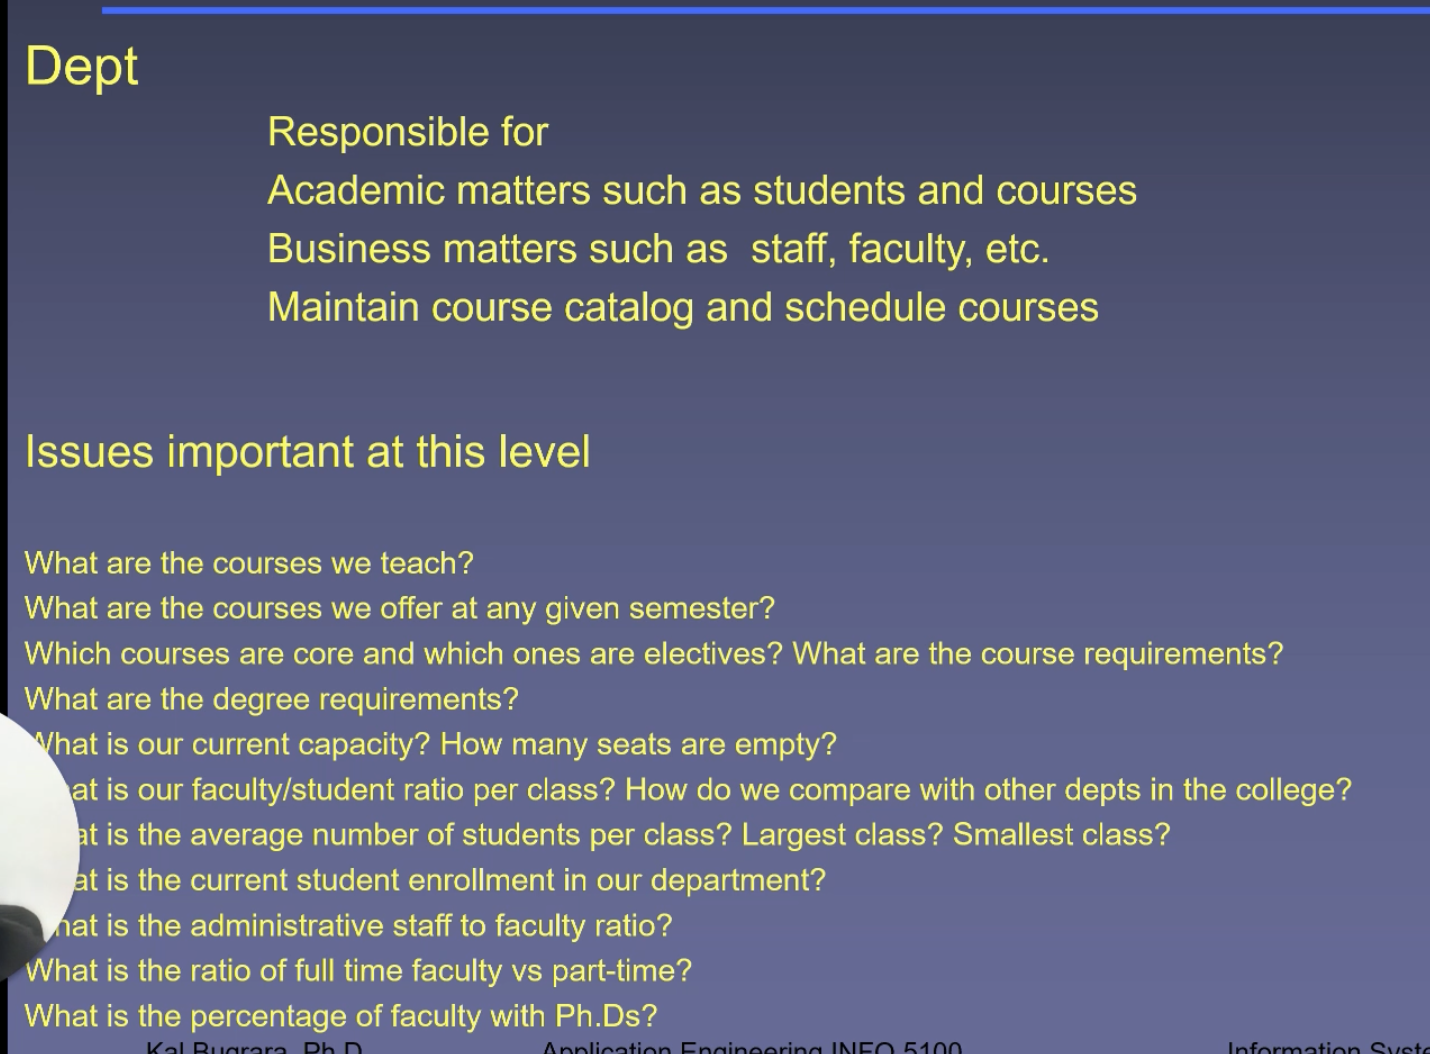 Dept
Responsible for
Academic matters such as students and courses
Business matters such as staff, faculty, etc.
Maintain course catalog and schedule courses
Issues important at this level
What are the courses we teach?
What are the courses we offer at any given semester?
Which courses are core and which ones are electives? What are the course requirements?
What are the degree requirements?
What is our current capacity? How many seats are empty?
at is our faculty/student ratio per class? How do we compare with other depts in the college?
at is the average number of students per class? Largest class? Smallest class?
at is the current student enrollment in our department?
hat is the administrative staff to faculty ratio?
What is the ratio of full time faculty vs part-time?
What is the percentage of faculty with Ph.Ds?
Kal Bugrara, Ph.D Application Engineering INFO 5100 Information Syste